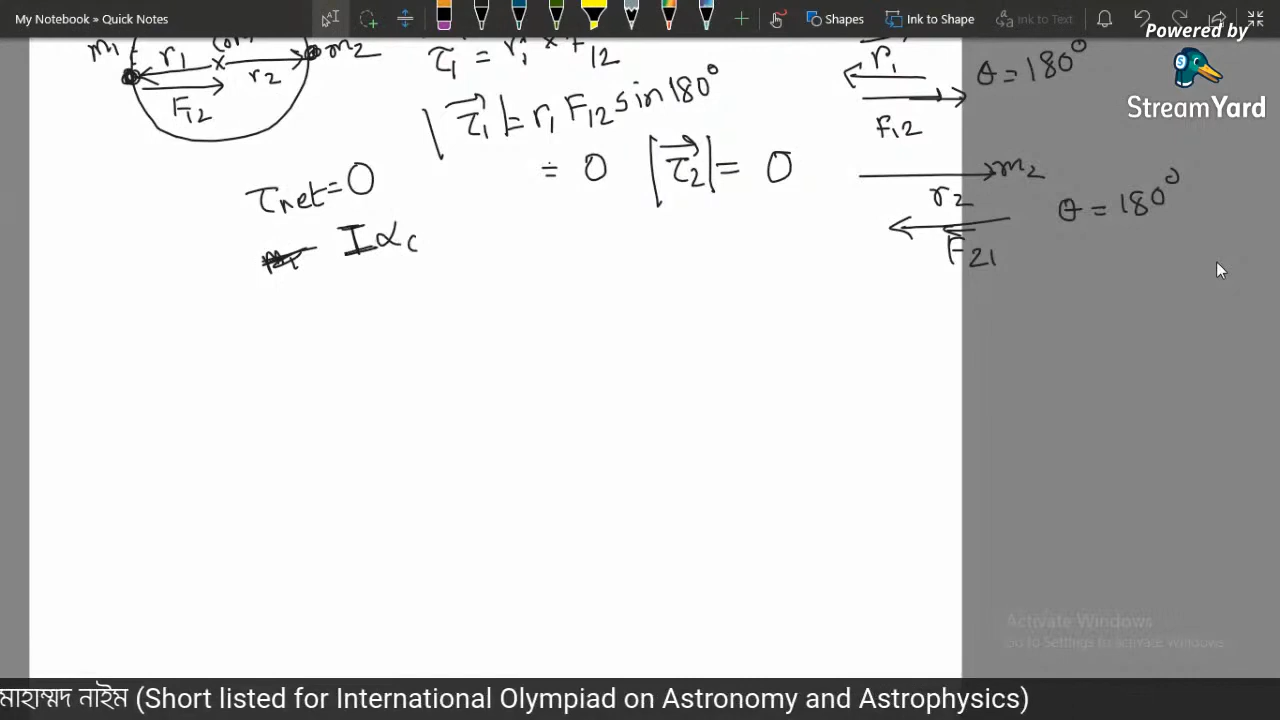 My Notebook » Quick Notes
Shapes
Ink to Shape
Ink to Text
Powered by
StreamYard
m1 r1 (om) r2 m2
F12
τ1 = r1 × F12
|τ1| = r1 F12 sin 180°
= 0 |τ2| = 0
τnet = 0
Iαc
r1
F12
θ = 180°
m2
r2
F21
θ = 180°
Activate Windows
Go to Settings to activate Windows.
মোহাম্মদ নাইম (Short listed for International Olympiad on Astronomy and Astrophysics)